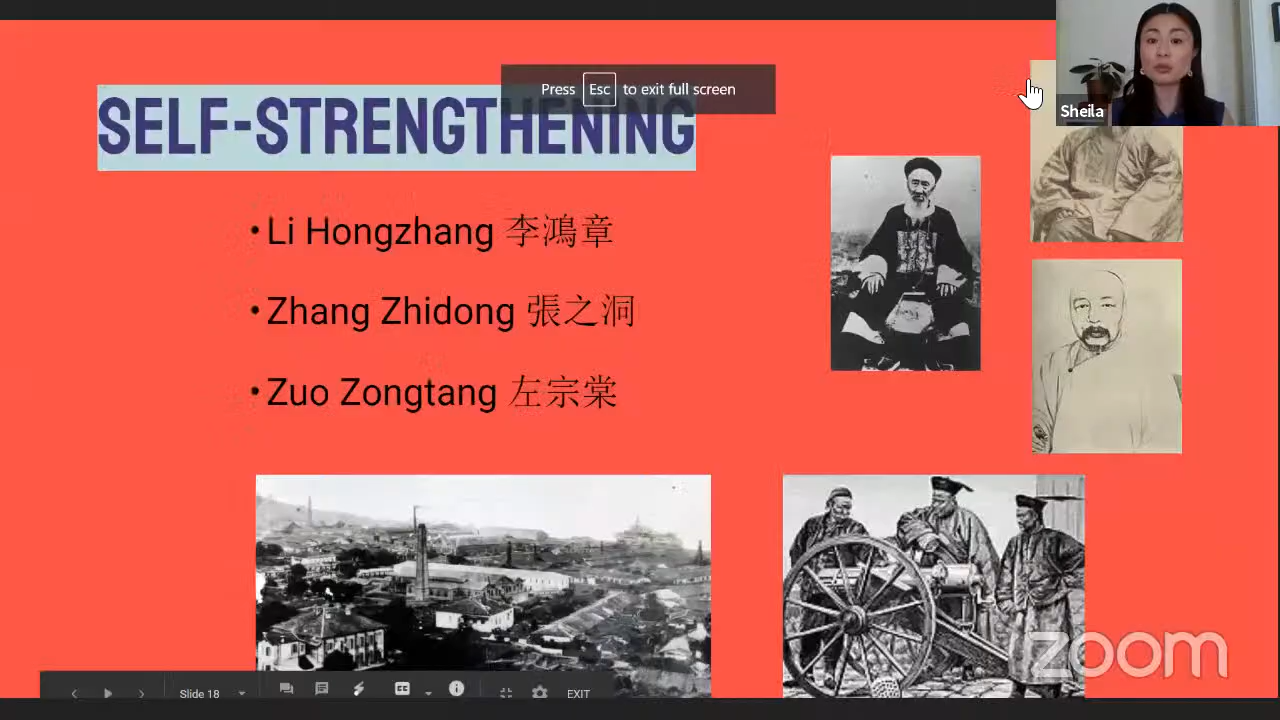 Press Esc to exit full screen
Sheila
SELF-STRENGTHENING
• Li Hongzhang 李鴻章
• Zhang Zhidong 張之洞
• Zuo Zongtang 左宗棠
zoom
Slide 18
EXIT